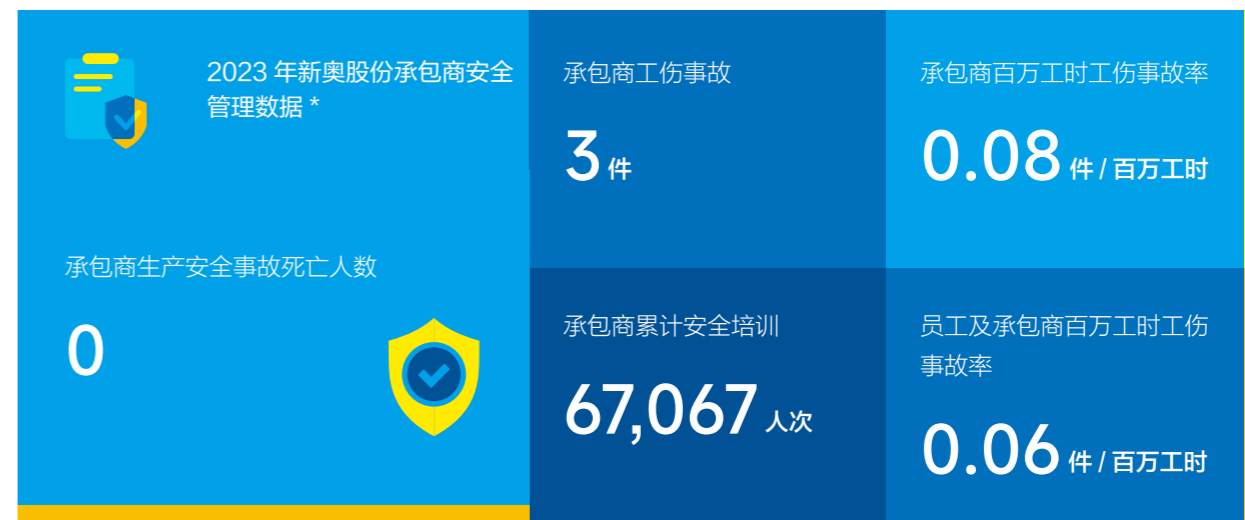 2023 年新奥股份承包商安全
管理数据 *
承包商生产安全事故死亡人数
0
承包商工伤事故
3 件
承包商百万工时工伤事故率
0.08 件 / 百万工时
承包商累计安全培训
67,067 人次
员工及承包商百万工时工伤
事故率
0.06 件 / 百万工时